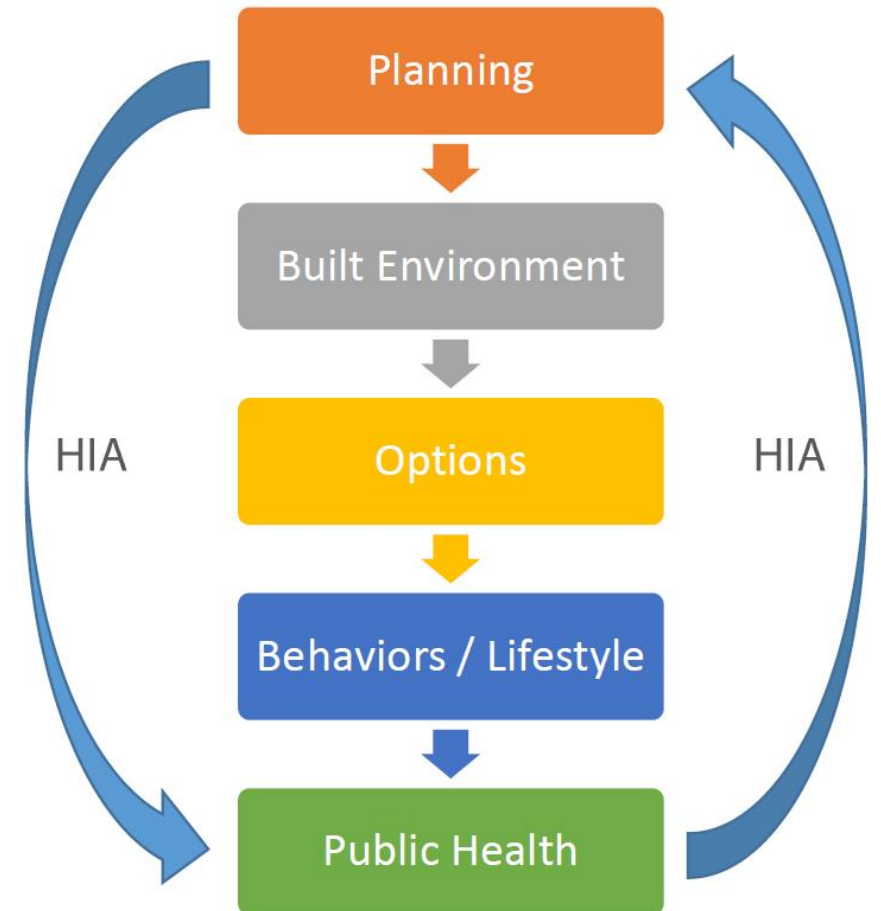 Planning
Built Environment
Options
HIA
HIA
Behaviors / Lifestyle
Public Health